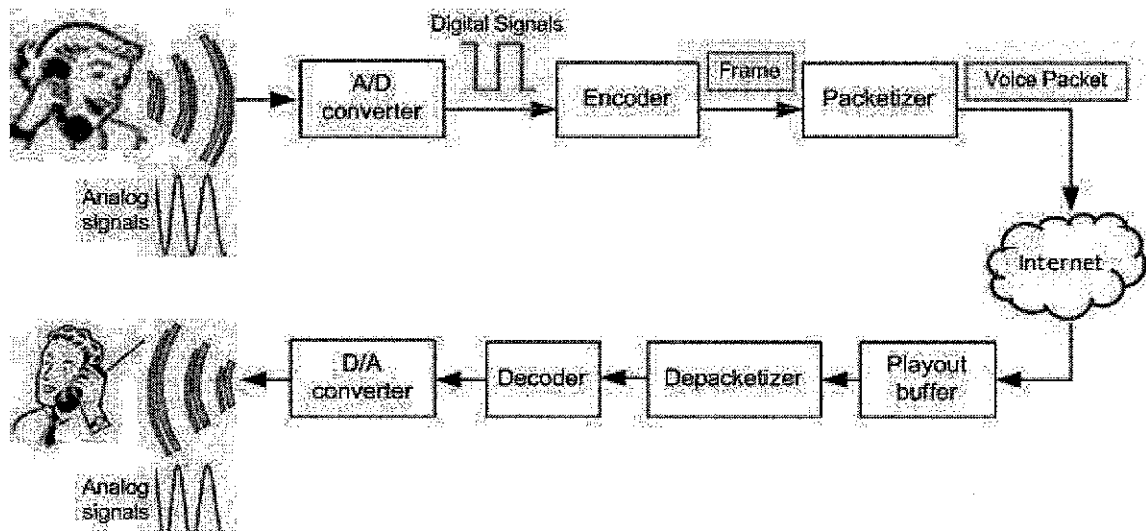 Digital Signals
A/D
converter
Encoder
Frame
Packetizer
Voice Packet
Analog
signals
Internet
D/A
converter
Decoder
Depacketizer
Playout
buffer
Analog
signals